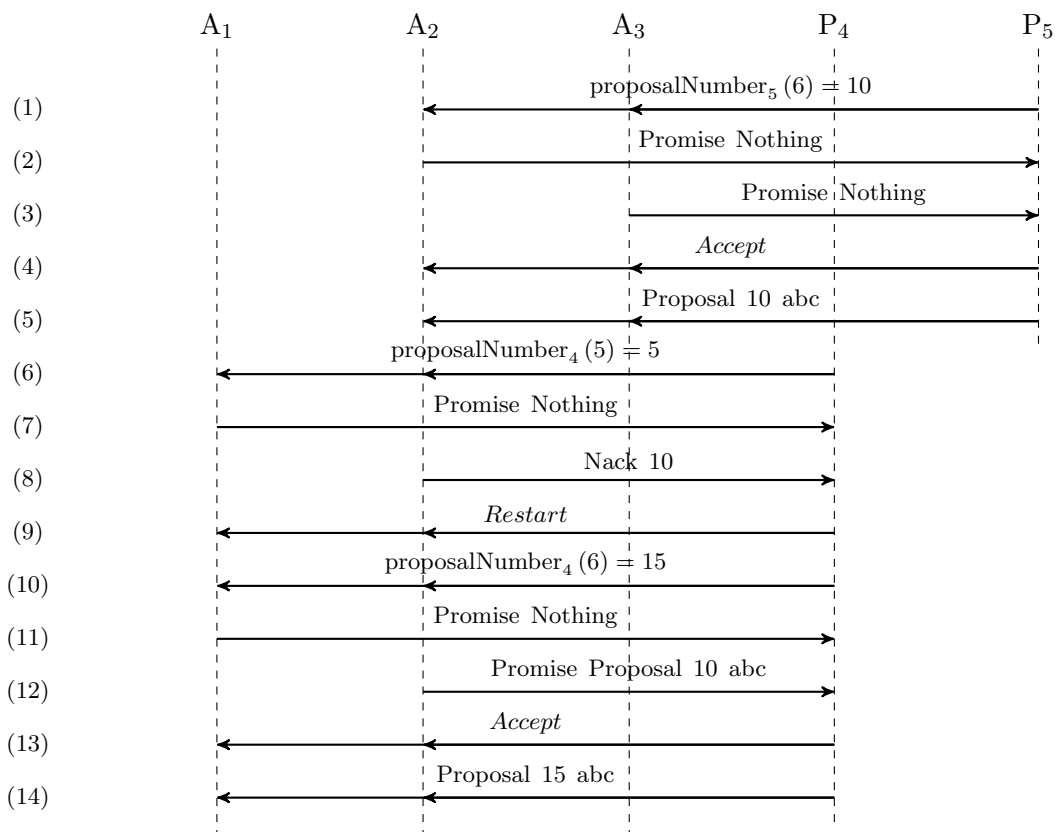 A1 A2 A3 P4 P5
(1) proposalNumber5 (6) = 10
(2) Promise Nothing
(3) Promise Nothing
(4) Accept
(5) Proposal 10 abc
(6) proposalNumber4 (5) = 5
(7) Promise Nothing
(8) Nack 10
(9) Restart
(10) proposalNumber4 (6) = 15
(11) Promise Nothing
(12) Promise Proposal 10 abc
(13) Accept
(14) Proposal 15 abc